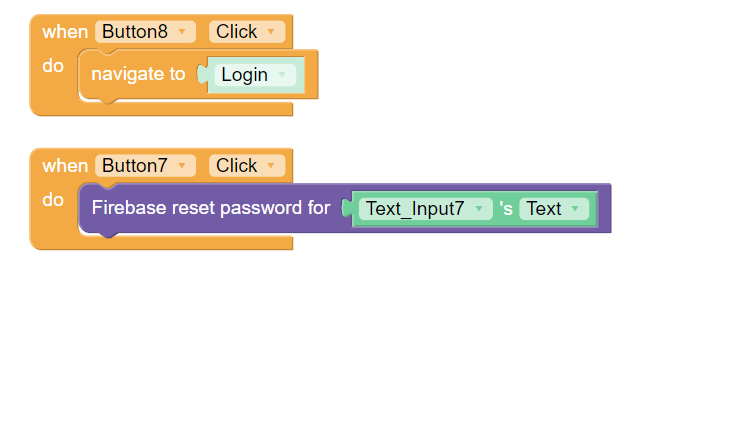 when Button8 Click
do navigate to Login
when Button7 Click
do Firebase reset password for Text_Input7 's Text